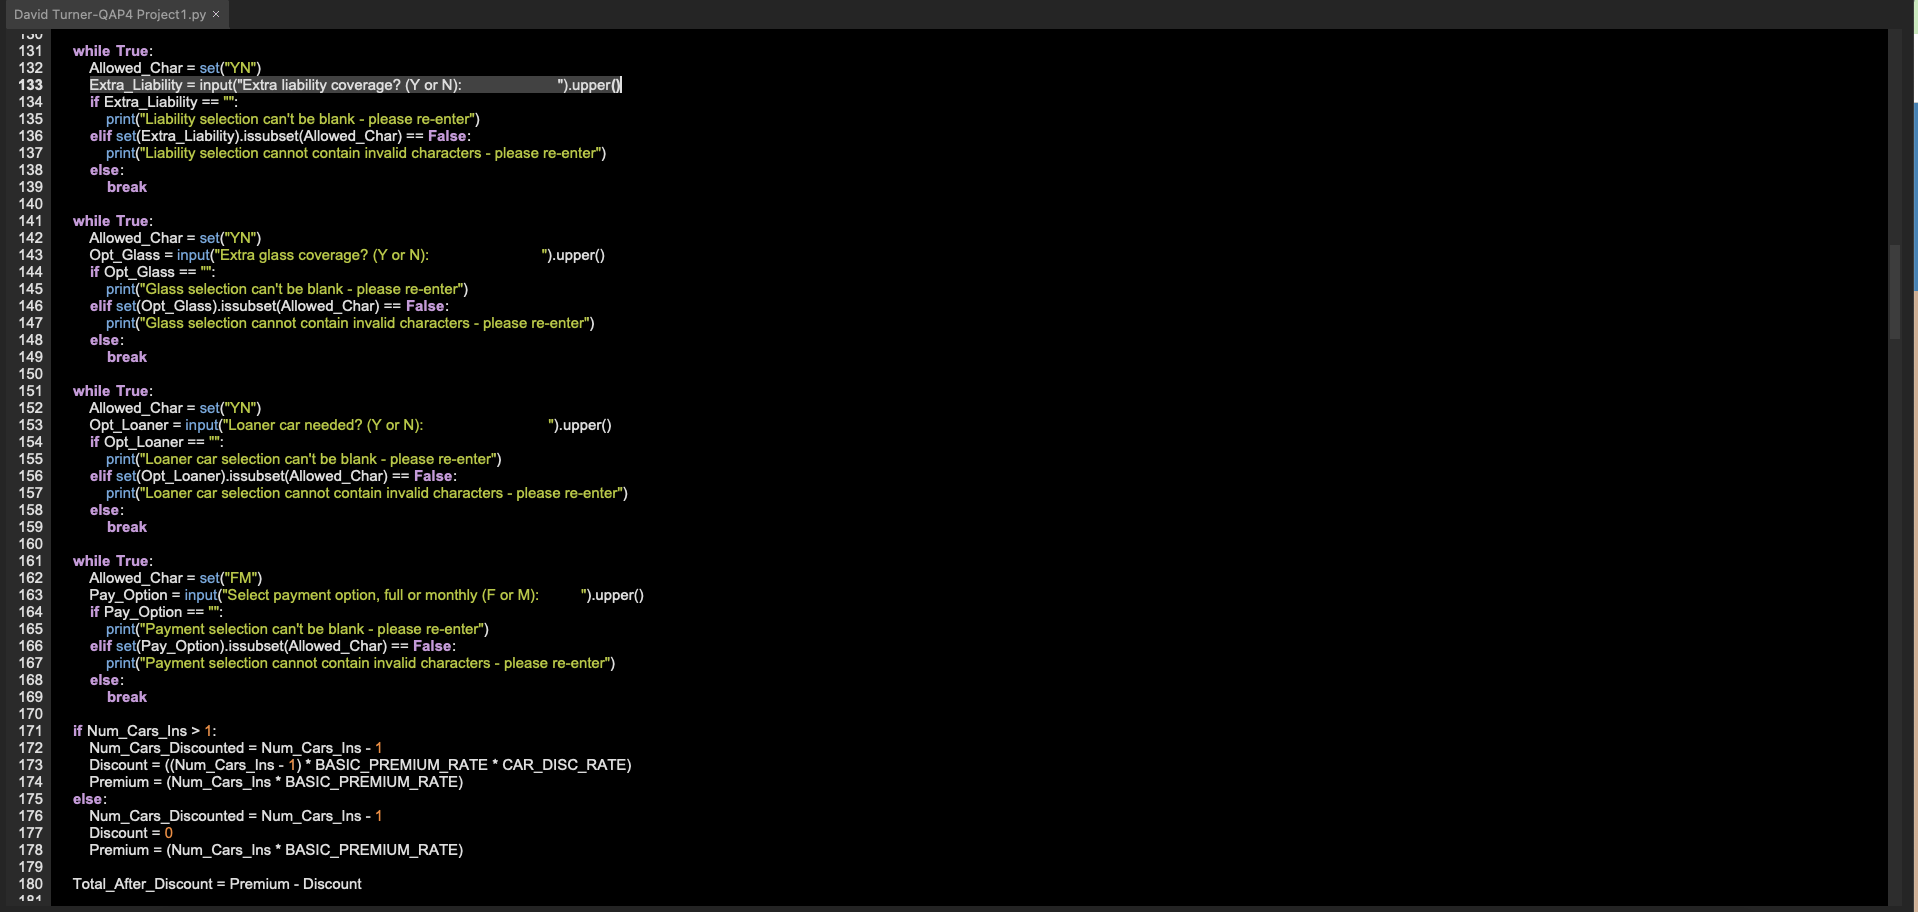 David Turner-QAP4 Project1.py ×
130
131 while True:
132     Allowed_Char = set("YN")
133     Extra_Liability = input("Extra liability coverage? (Y or N):                       ").upper()
134     if Extra_Liability == "":
135         print("Liability selection can't be blank - please re-enter")
136     elif set(Extra_Liability).issubset(Allowed_Char) == False:
137         print("Liability selection cannot contain invalid characters - please re-enter")
138     else:
139         break
140
141 while True:
142     Allowed_Char = set("YN")
143     Opt_Glass = input("Extra glass coverage? (Y or N):                           ").upper()
144     if Opt_Glass == "":
145         print("Glass selection can't be blank - please re-enter")
146     elif set(Opt_Glass).issubset(Allowed_Char) == False:
147         print("Glass selection cannot contain invalid characters - please re-enter")
148     else:
149         break
150
151 while True:
152     Allowed_Char = set("YN")
153     Opt_Loaner = input("Loaner car needed? (Y or N):                              ").upper()
154     if Opt_Loaner == "":
155         print("Loaner car selection can't be blank - please re-enter")
156     elif set(Opt_Loaner).issubset(Allowed_Char) == False:
157         print("Loaner car selection cannot contain invalid characters - please re-enter")
158     else:
159         break
160
161 while True:
162     Allowed_Char = set("FM")
163     Pay_Option = input("Select payment option, full or monthly (F or M):          ").upper()
164     if Pay_Option == "":
165         print("Payment selection can't be blank - please re-enter")
166     elif set(Pay_Option).issubset(Allowed_Char) == False:
167         print("Payment selection cannot contain invalid characters - please re-enter")
168     else:
169         break
170
171 if Num_Cars_Ins > 1:
172     Num_Cars_Discounted = Num_Cars_Ins - 1
173     Discount = ((Num_Cars_Ins - 1) * BASIC_PREMIUM_RATE * CAR_DISC_RATE)
174     Premium = (Num_Cars_Ins * BASIC_PREMIUM_RATE)
175 else:
176     Num_Cars_Discounted = Num_Cars_Ins - 1
177     Discount = 0
178     Premium = (Num_Cars_Ins * BASIC_PREMIUM_RATE)
179
180 Total_After_Discount = Premium - Discount
181